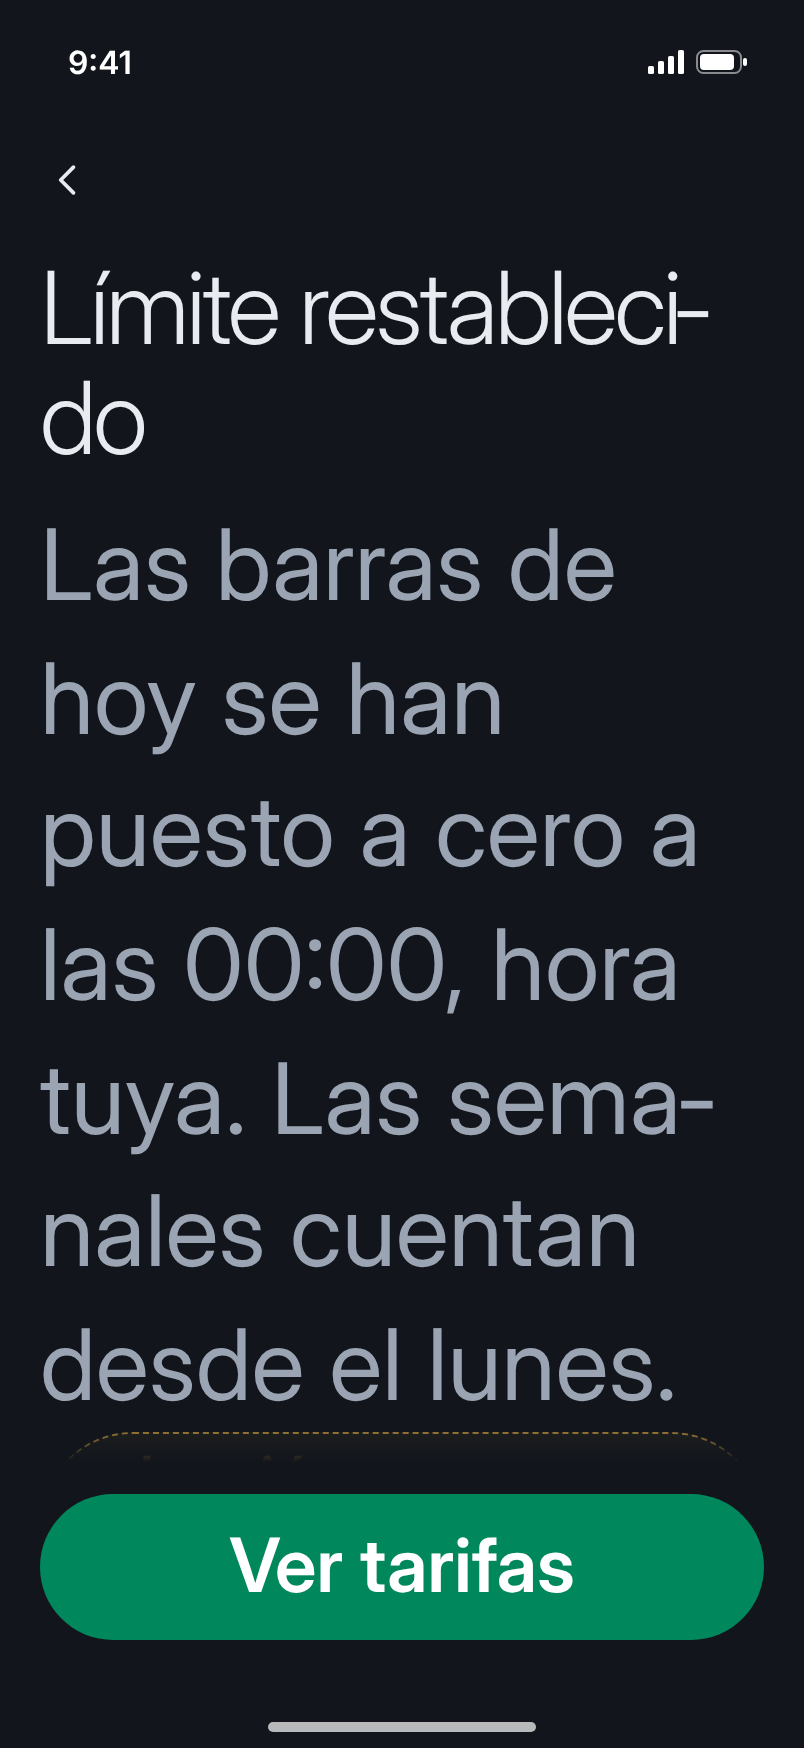 9:41
Límite restableci-
do
Las barras de
hoy se han
puesto a cero a
las 00:00, hora
tuya. Las sema-
nales cuentan
desde el lunes.
Ver tarifas